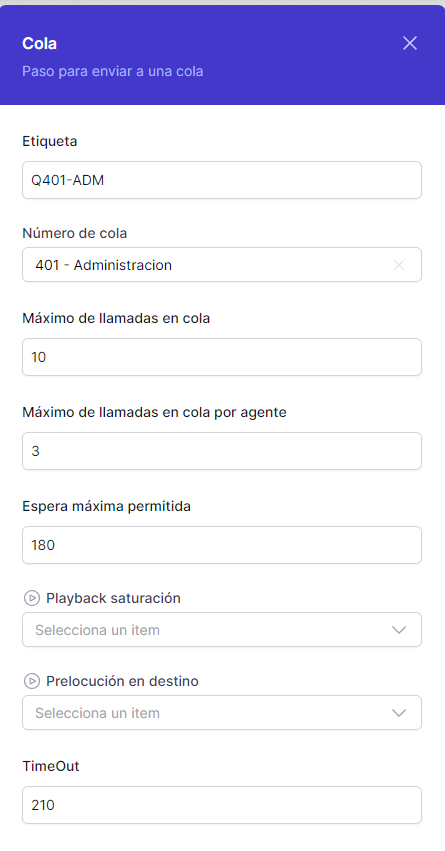 Cola
Paso para enviar a una cola
Etiqueta
Q401-ADM
Número de cola
401 - Administracion
Máximo de llamadas en cola
10
Máximo de llamadas en cola por agente
3
Espera máxima permitida
180
Playback saturación
Selecciona un item
Prelocución en destino
Selecciona un item
TimeOut
210